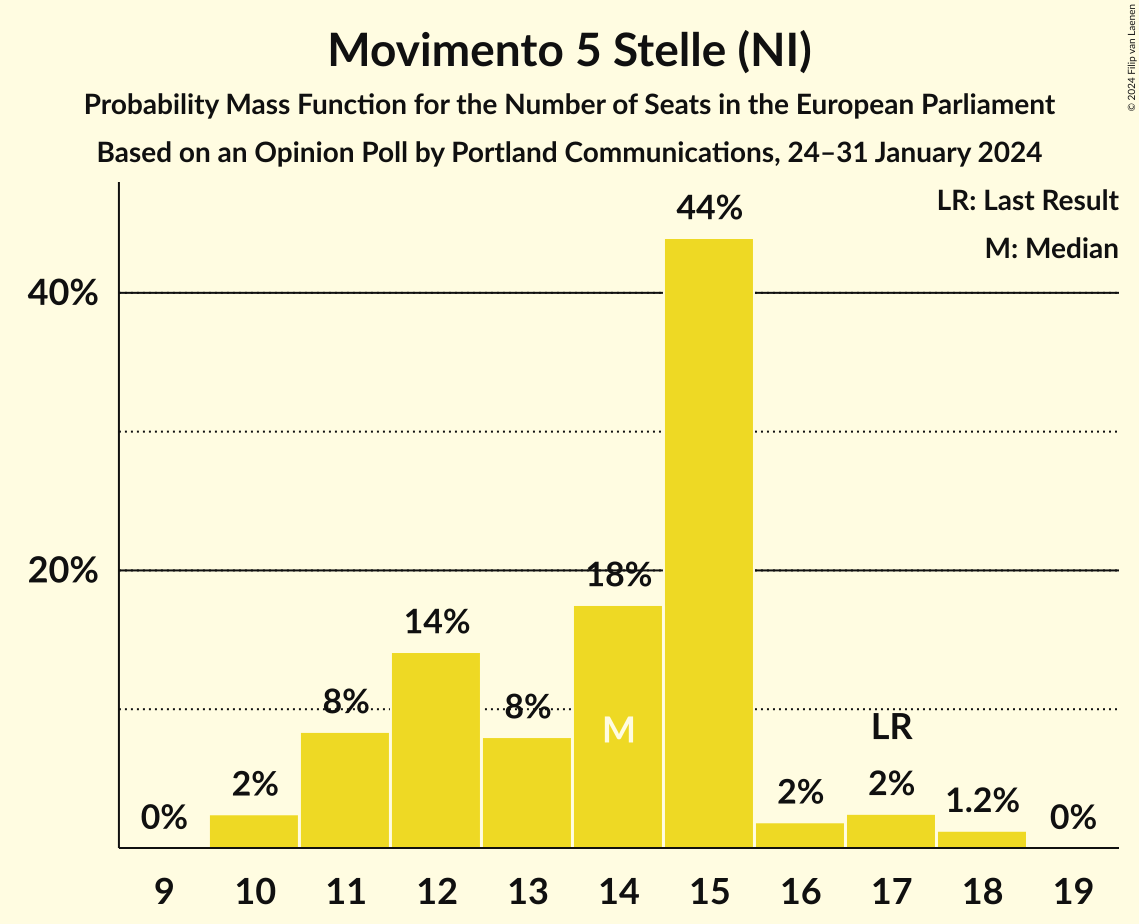 Movimento 5 Stelle (NI)
Probability Mass Function for the Number of Seats in the European Parliament
Based on an Opinion Poll by Portland Communications, 24–31 January 2024
© 2024 Filip van Laenen
LR: Last Result
M: Median
40%
20%
0%
2%
8%
14%
8%
18%
M
44%
2%
LR
2%
1.2%
0%
9 10 11 12 13 14 15 16 17 18 19